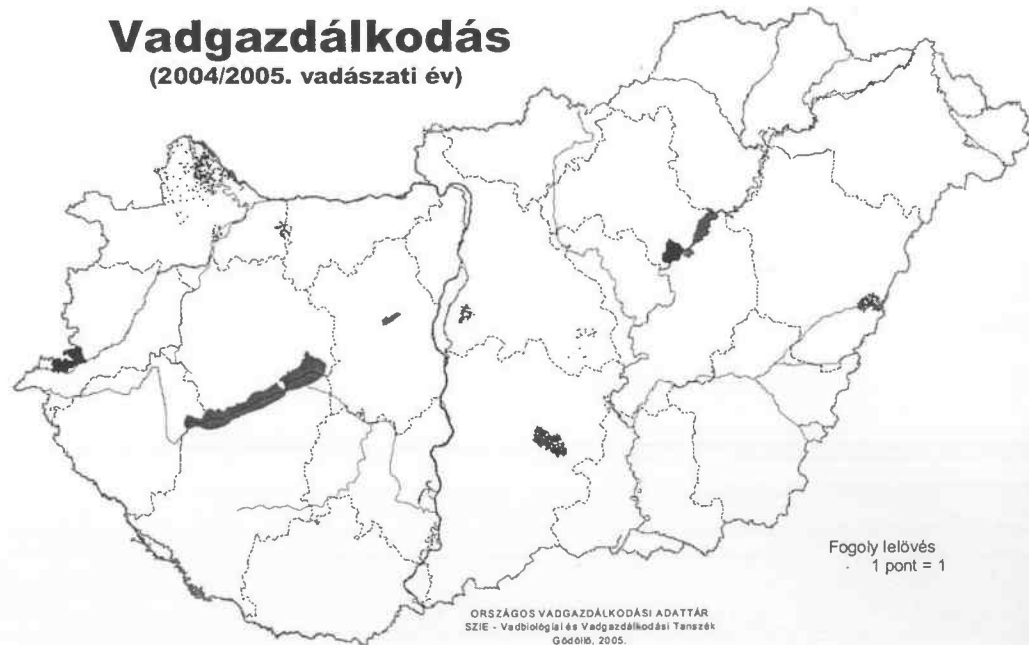 Vadgazdálkodás
(2004/2005. vadászati év)
Fogoly lelövés
. 1 pont = 1
ORSZÁGOS VADGAZDÁLKODÁSI ADATTÁR
SZIE - Vadbiológiai és Vadgazdálkodási Tanszék
Gödöllő, 2005.